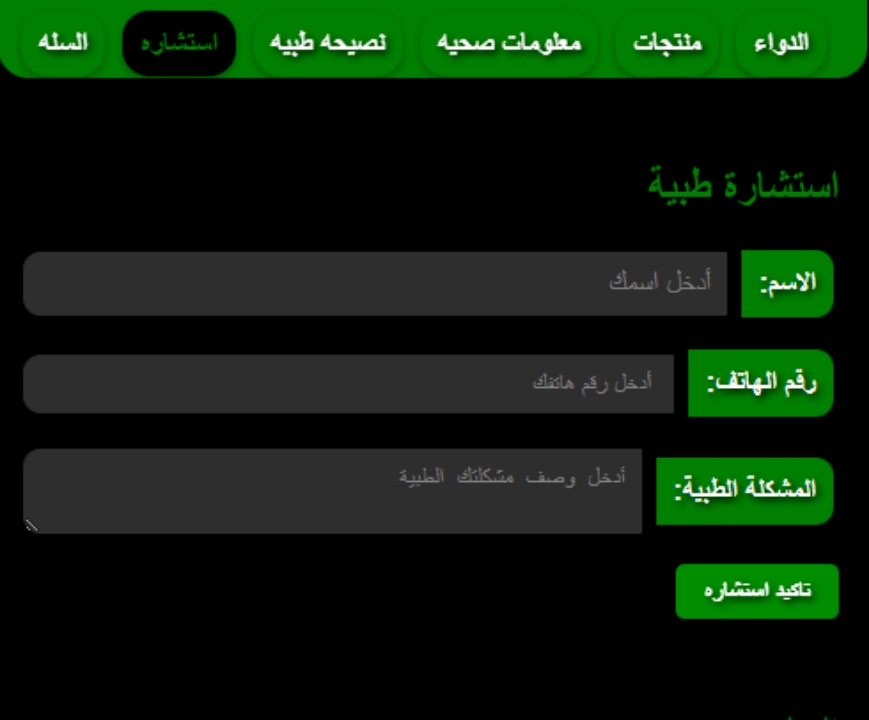 الدواء منتجات معلومات صحيه نصيحه طبيه استشاره السله
استشارة طبية
الاسم: أدخل اسمك
رقم الهاتف: أدخل رقم هاتفك
المشكلة الطبية: أدخل وصف مشكلتك الطبية
تاكيد استشاره